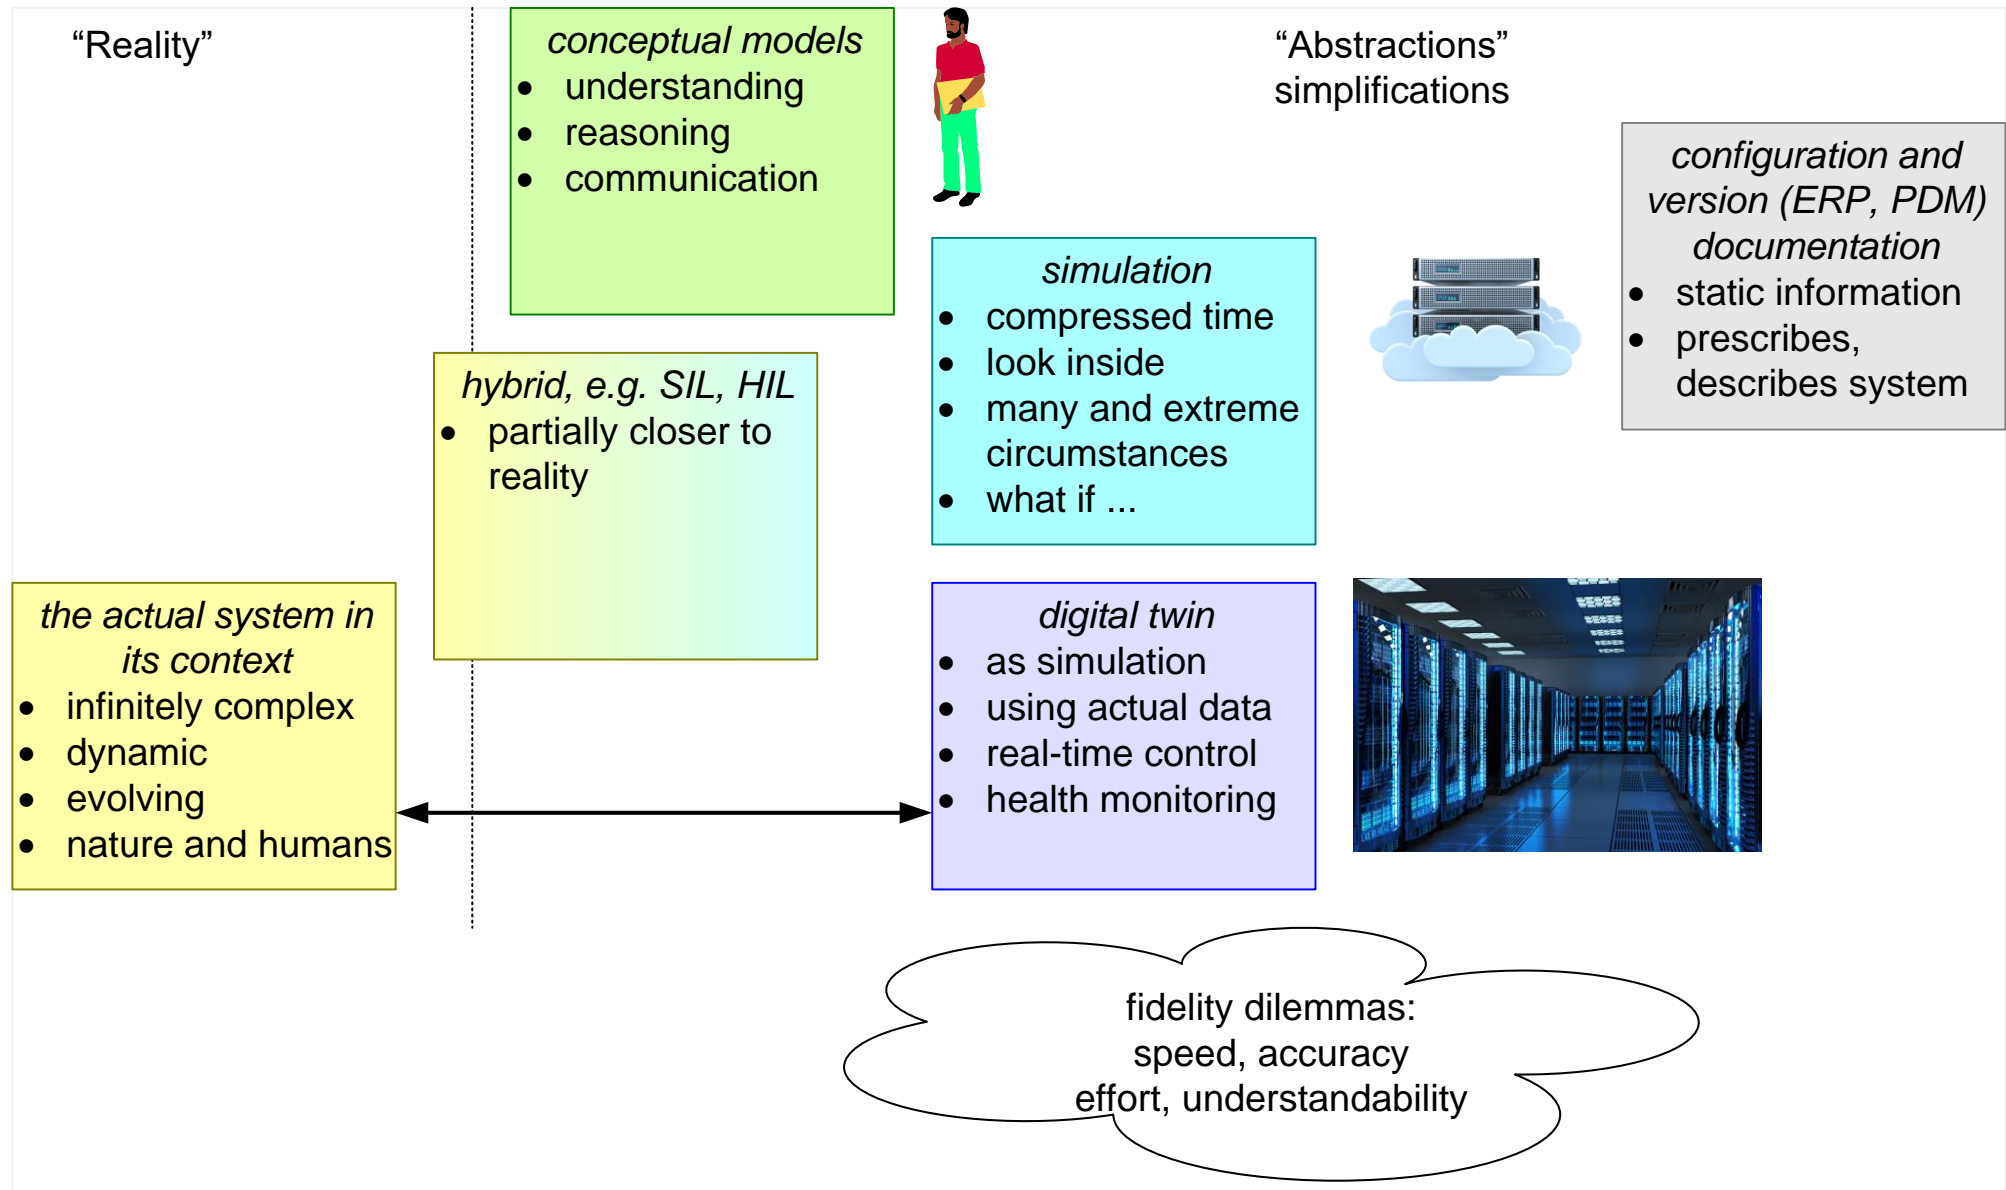 “Reality”
conceptual models
• understanding
• reasoning
• communication
“Abstractions”
simplifications
configuration and
version (ERP, PDM)
documentation
• static information
• prescribes,
describes system
simulation
• compressed time
• look inside
• many and extreme
circumstances
• what if ...
hybrid, e.g. SIL, HIL
• partially closer to
reality
the actual system in
its context
• infinitely complex
• dynamic
• evolving
• nature and humans
digital twin
• as simulation
• using actual data
• real-time control
• health monitoring
fidelity dilemmas:
speed, accuracy
effort, understandability